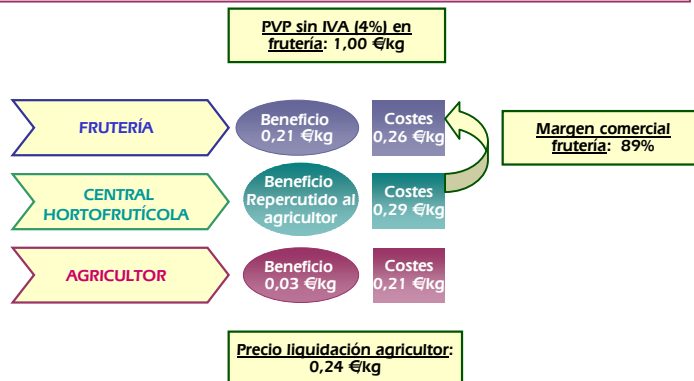 PVP sin IVA (4%) en
frutería: 1,00 €/kg
FRUTERÍA
Beneficio
0,21 €/kg
Costes
0,26 €/kg
Margen comercial
frutería: 89%
CENTRAL
HORTOFRUTÍCOLA
Beneficio
Repercutido al
agricultor
Costes
0,29 €/kg
AGRICULTOR
Beneficio
0,03 €/kg
Costes
0,21 €/kg
Precio liquidación agricultor:
0,24 €/kg